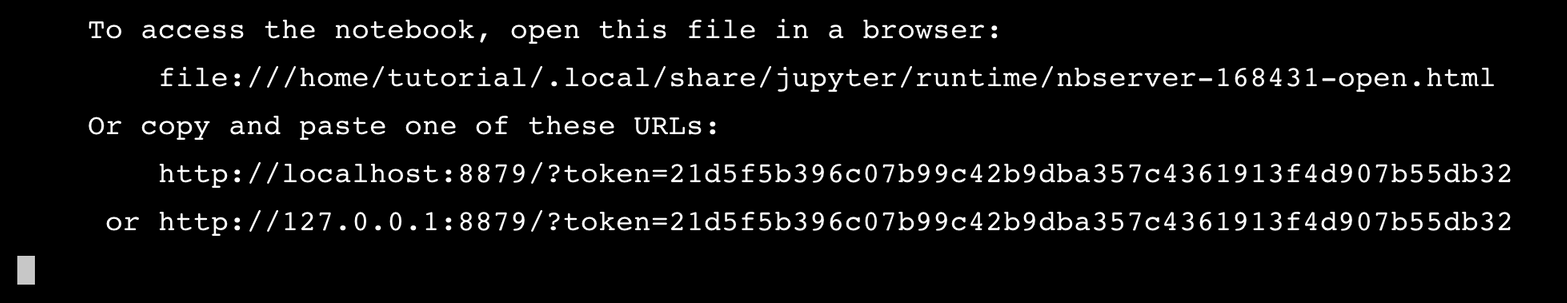 To access the notebook, open this file in a browser:
file:///home/tutorial/.local/share/jupyter/runtime/nbserver-168431-open.html
Or copy and paste one of these URLs:
http://localhost:8879/?token=21d5f5b396c07b99c42b9dba357c4361913f4d907b55db32
or http://127.0.0.1:8879/?token=21d5f5b396c07b99c42b9dba357c4361913f4d907b55db32